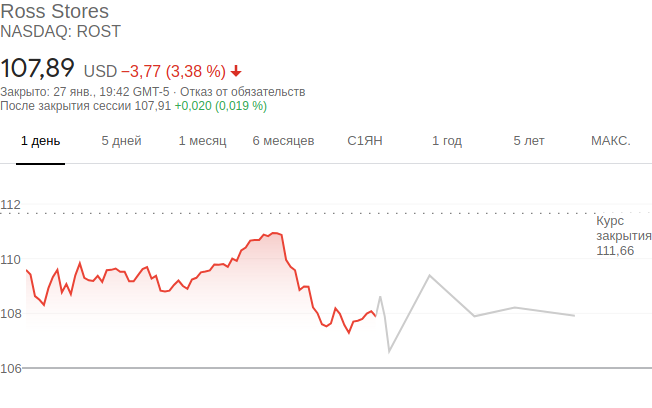 Ross Stores
NASDAQ: ROST
107,89 USD −3,77 (3,38 %)
Закрыто: 27 янв., 19:42 GMT-5 · Отказ от обязательств
После закрытия сессии 107,91 +0,020 (0,019 %)
1 день 5 дней 1 месяц 6 месяцев С1ЯН 1 год 5 лет МАКС.
112
Курс
закрытия
111,66
110
108
106